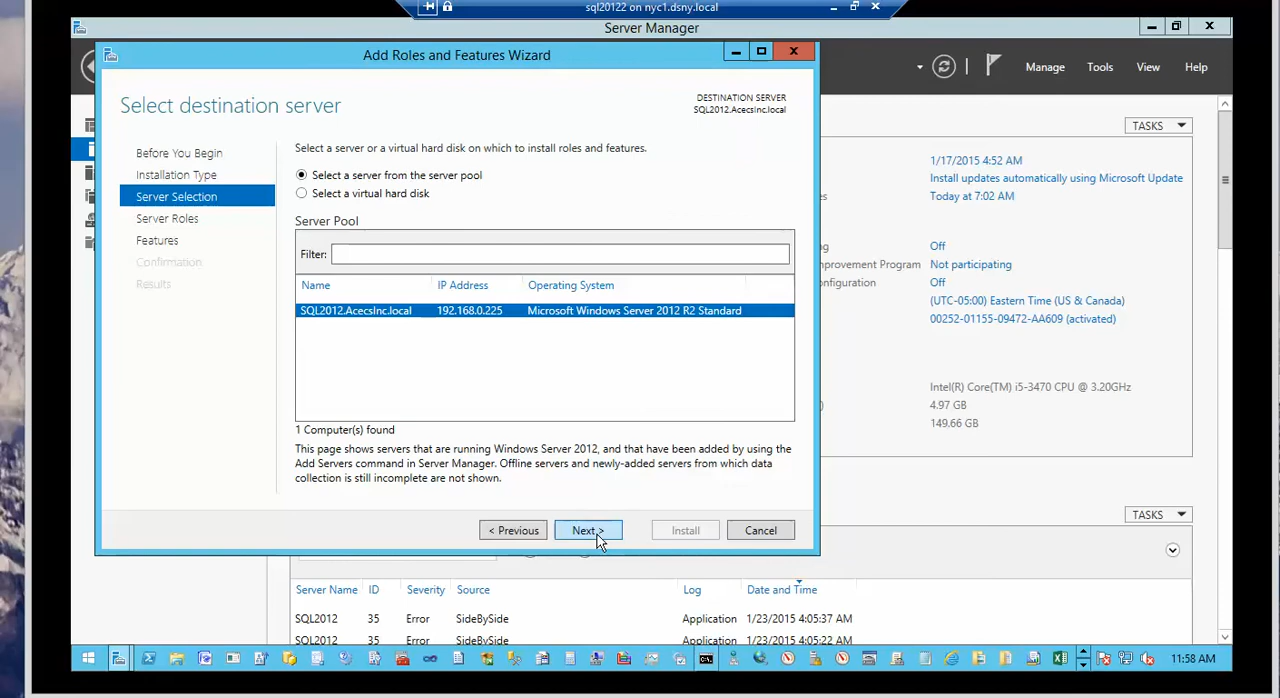 sql20122 on nyc1.dsny.local
Server Manager
Add Roles and Features Wizard
Manage
Tools
View
Help
Select destination server
DESTINATION SERVER
SQL2012.AcecsInc.local
Before You Begin
Installation Type
Server Selection
Server Roles
Features
Confirmation
Results
Select a server or a virtual hard disk on which to install roles and features.
Select a server from the server pool
Select a virtual hard disk
Server Pool
Filter:
Name IP Address Operating System
SQL2012.AcecsInc.local 192.168.0.225 Microsoft Windows Server 2012 R2 Standard
1 Computer(s) found
This page shows servers that are running Windows Server 2012, and that have been added by using the
Add Servers command in Server Manager. Offline servers and newly-added servers from which data
collection is still incomplete are not shown.
< Previous
Next >
Install
Cancel
TASKS
1/17/2015 4:52 AM
Install updates automatically using Microsoft Update
Today at 7:02 AM
Off
Improvement Program Not participating
Off
(UTC-05:00) Eastern Time (US & Canada)
00252-01155-09472-AA609 (activated)
Intel(R) Core(TM) i5-3470 CPU @ 3.20GHz
4.97 GB
149.66 GB
TASKS
Server Name ID Severity Source Log Date and Time
SQL2012 35 Error SideBySide Application 1/23/2015 4:05:37 AM
SQL2012 35 Error SideBySide Application 1/23/2015 4:05:22 AM
11:58 AM